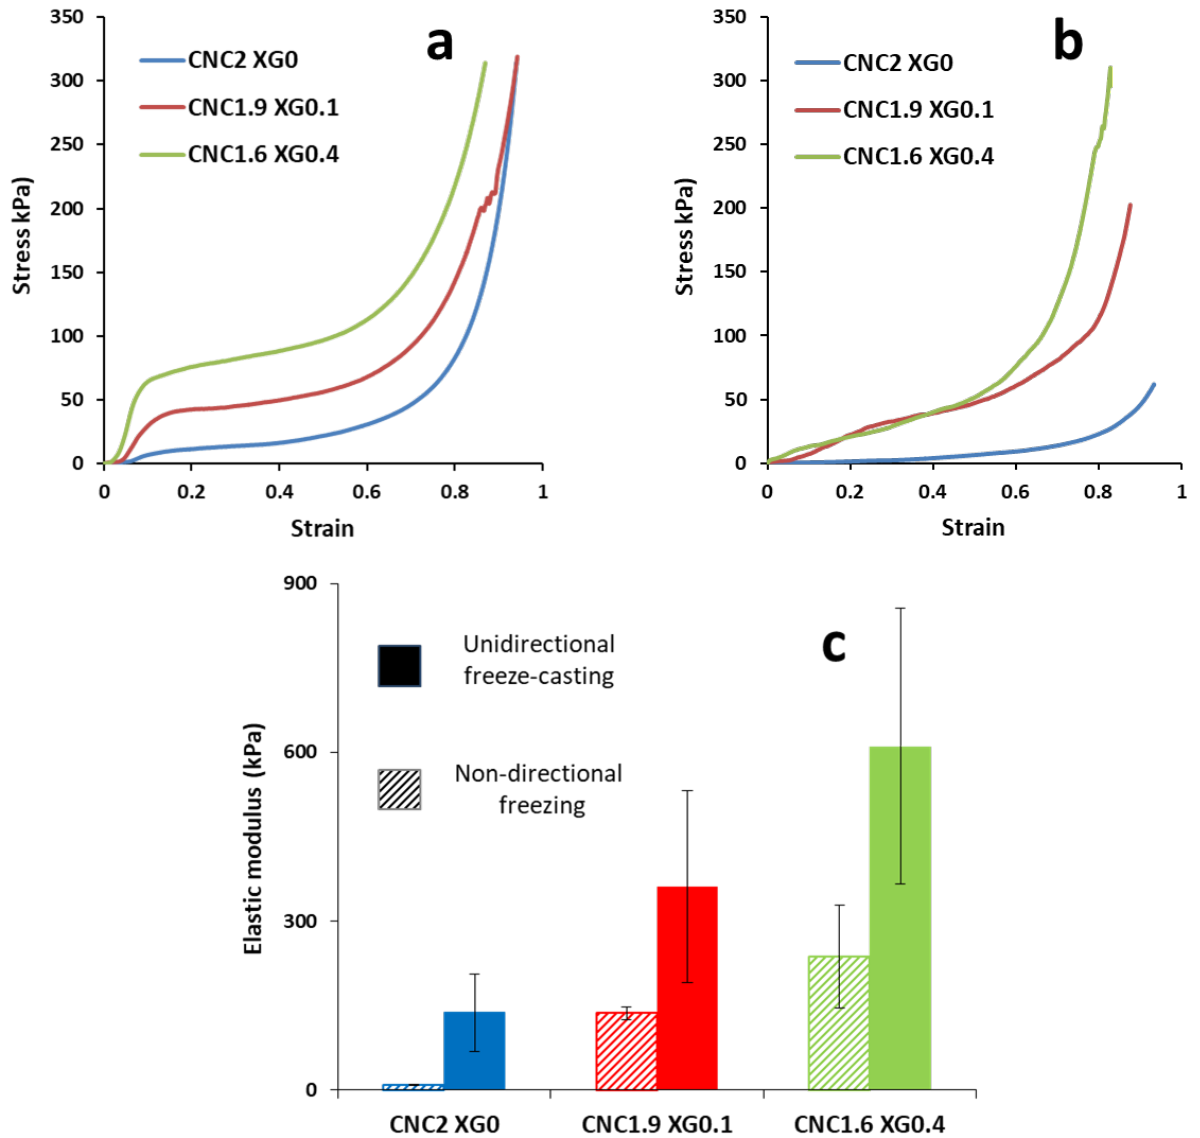 a
350
300
250
200
150
100
50
0
Stress kPa)
CNC2 XG0
CNC1.9 XG0.1
CNC1.6 XG0.4
0 0.2 0.4 0.6 0.8 1
Strain
b
350
300
250
200
150
100
50
0
Stress kPa)
CNC2 XG0
CNC1.9 XG0.1
CNC1.6 XG0.4
0 0.2 0.4 0.6 0.8 1
Strain
c
900
600
300
0
Elastic modulus (kPa)
Unidirectional
freeze-casting
Non-directional
freezing
CNC2 XG0 CNC1.9 XG0.1 CNC1.6 XG0.4